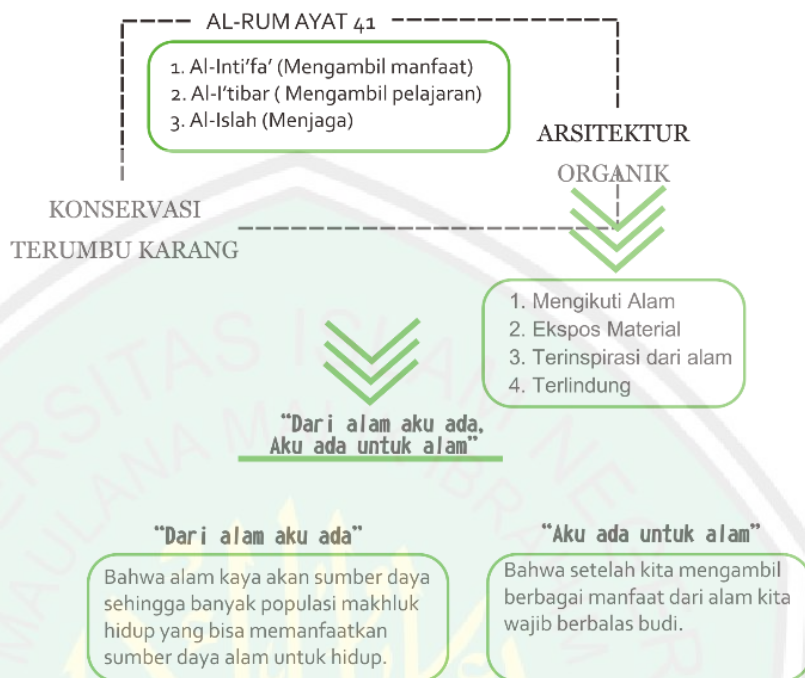 AL-RUM AYAT 41
1. Al-Inti’fa’ (Mengambil manfaat)
2. Al-I’tibar ( Mengambil pelajaran)
3. Al-Islah (Menjaga)
ARSITEKTUR
ORGANIK
KONSERVASI
TERUMBU KARANG
1. Mengikuti Alam
2. Ekspos Material
3. Terinspirasi dari alam
4. Terlindung
“Dari alam aku ada,
Aku ada untuk alam”
“Dari alam aku ada”
Bahwa alam kaya akan sumber daya
sehingga banyak populasi makhluk
hidup yang bisa memanfaatkan
sumber daya alam untuk hidup.
“Aku ada untuk alam”
Bahwa setelah kita mengambil
berbagai manfaat dari alam kita
wajib berbalas budi.